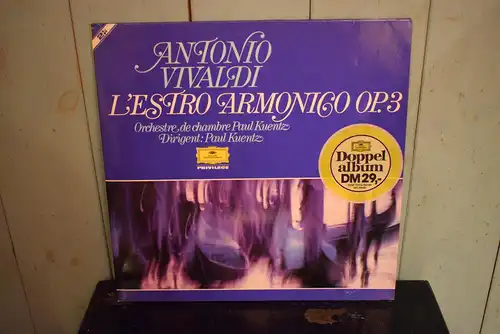 ANTONIO
VIVALDI
L'ESTRO ARMONICO OP.3
Orchestre de chambre Paul Kuentz
Dirigent: Paul Kuentz
PRIVILEGE
Doppel
album
DM 29,-